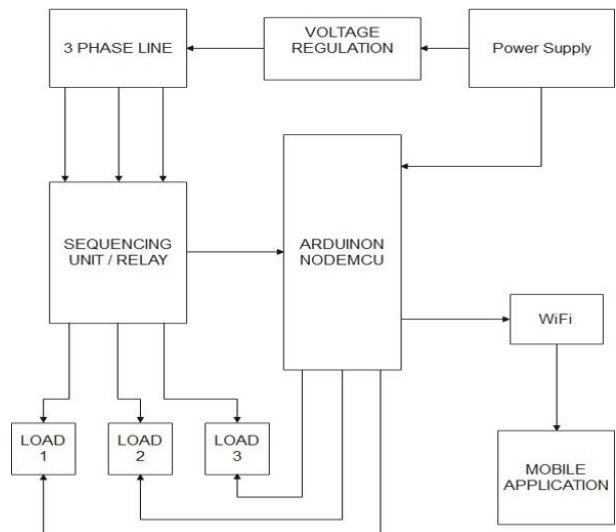 3 PHASE LINE
VOLTAGE
REGULATION
Power Supply
SEQUENCING
UNIT / RELAY
ARDUINON
NODEMCU
WiFi
LOAD
1
LOAD
2
LOAD
3
MOBILE
APPLICATION